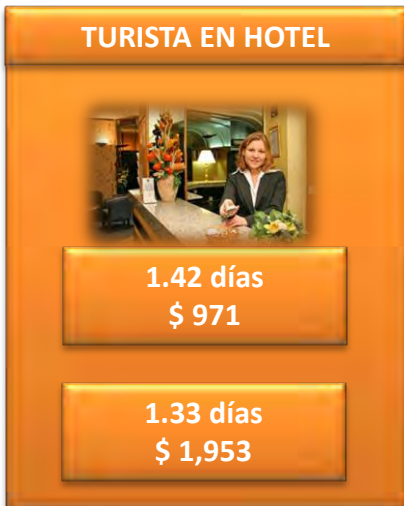 TURISTA EN HOTEL
1.42 días
$ 971
1.33 días
$ 1,953